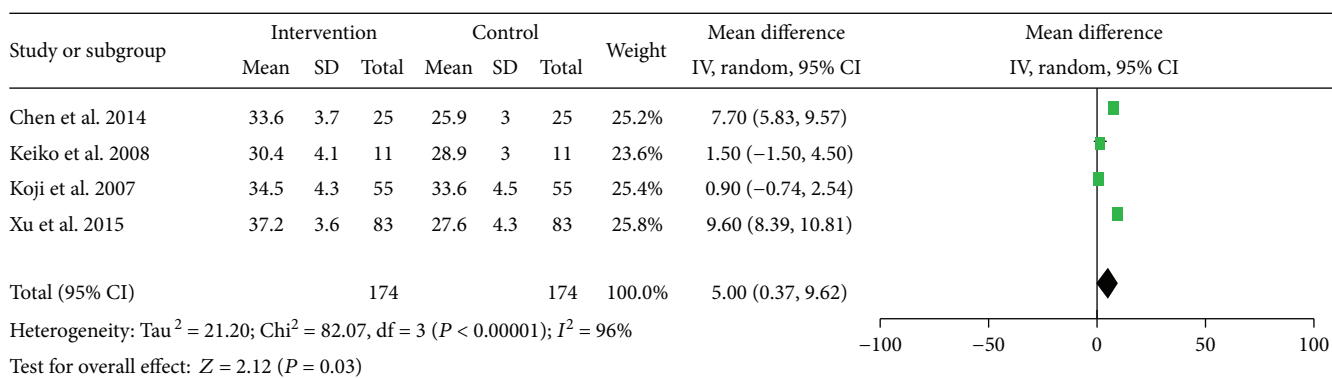 Study or subgroup Intervention Control Weight Mean difference Mean difference
Mean SD Total Mean SD Total IV, random, 95% CI IV, random, 95% CI
Chen et al. 2014 33.6 3.7 25 25.9 3 25 25.2% 7.70 (5.83, 9.57)
Keiko et al. 2008 30.4 4.1 11 28.9 3 11 23.6% 1.50 (−1.50, 4.50)
Koji et al. 2007 34.5 4.3 55 33.6 4.5 55 25.4% 0.90 (−0.74, 2.54)
Xu et al. 2015 37.2 3.6 83 27.6 4.3 83 25.8% 9.60 (8.39, 10.81)
Total (95% CI) 174 174 100.0% 5.00 (0.37, 9.62)
Heterogeneity: Tau² = 21.20; Chi² = 82.07, df = 3 (P < 0.00001); I² = 96%
−100 −50 0 50 100
Test for overall effect: Z = 2.12 (P = 0.03)